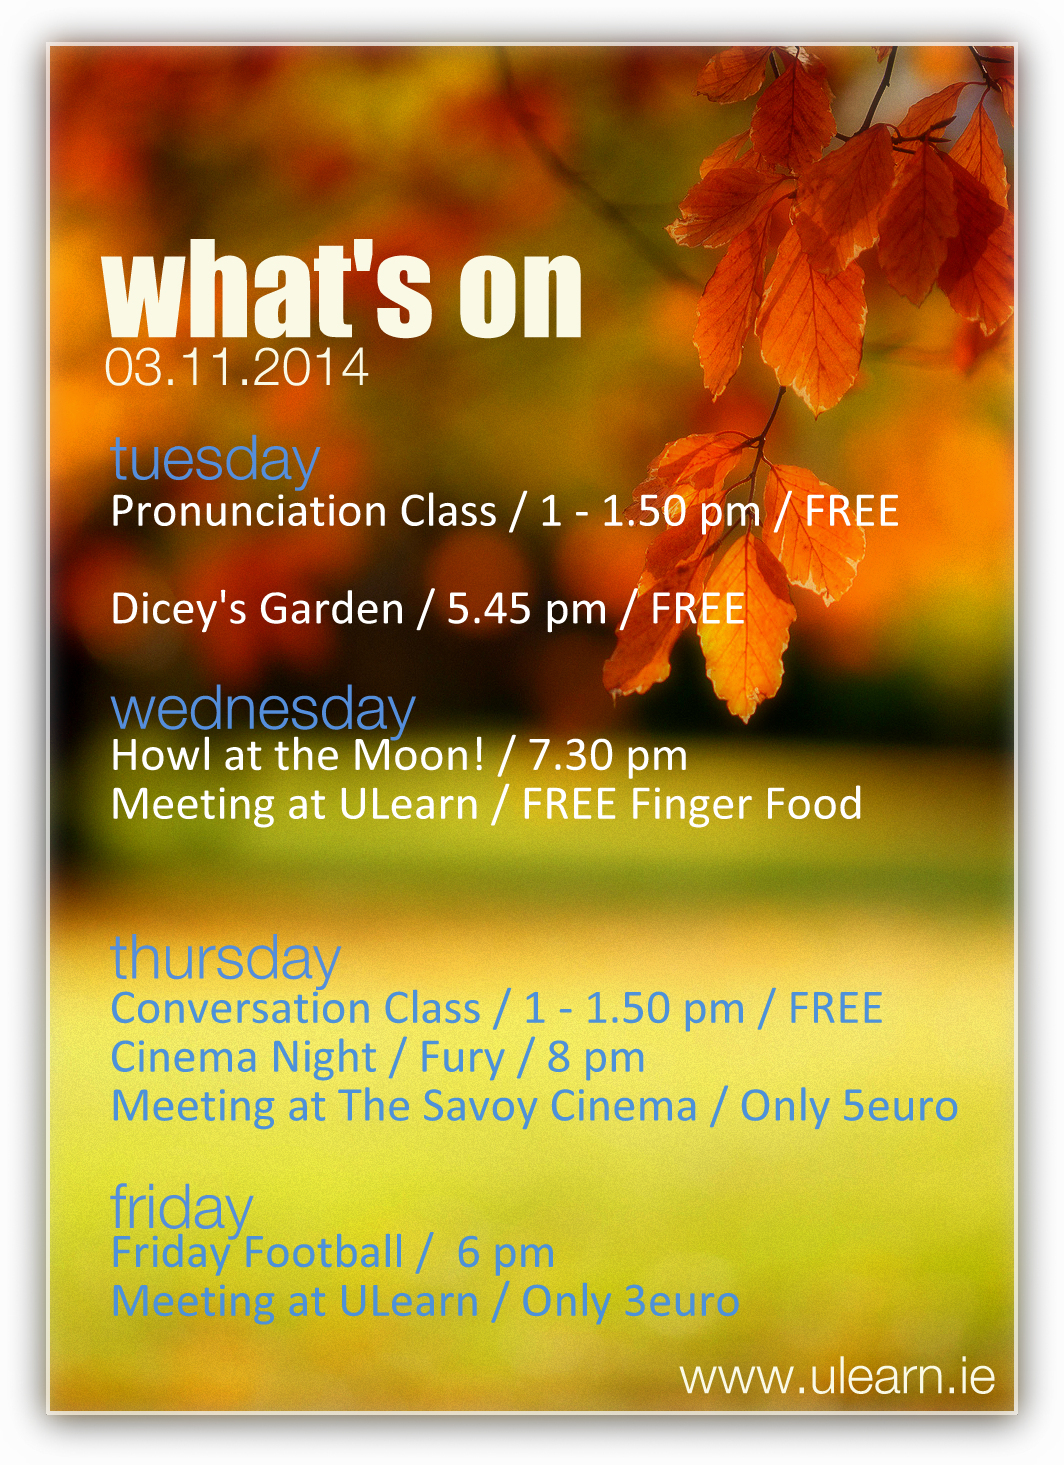 what's on
03.11.2014
tuesday
Pronunciation Class / 1 - 1.50 pm / FREE
Dicey's Garden / 5.45 pm / FREE
wednesday
Howl at the Moon! / 7.30 pm
Meeting at ULearn / FREE Finger Food
thursday
Conversation Class / 1 - 1.50 pm / FREE
Cinema Night / Fury / 8 pm
Meeting at The Savoy Cinema / Only 5euro
friday
Friday Football /  6 pm
Meeting at ULearn / Only 3euro
www.ulearn.ie